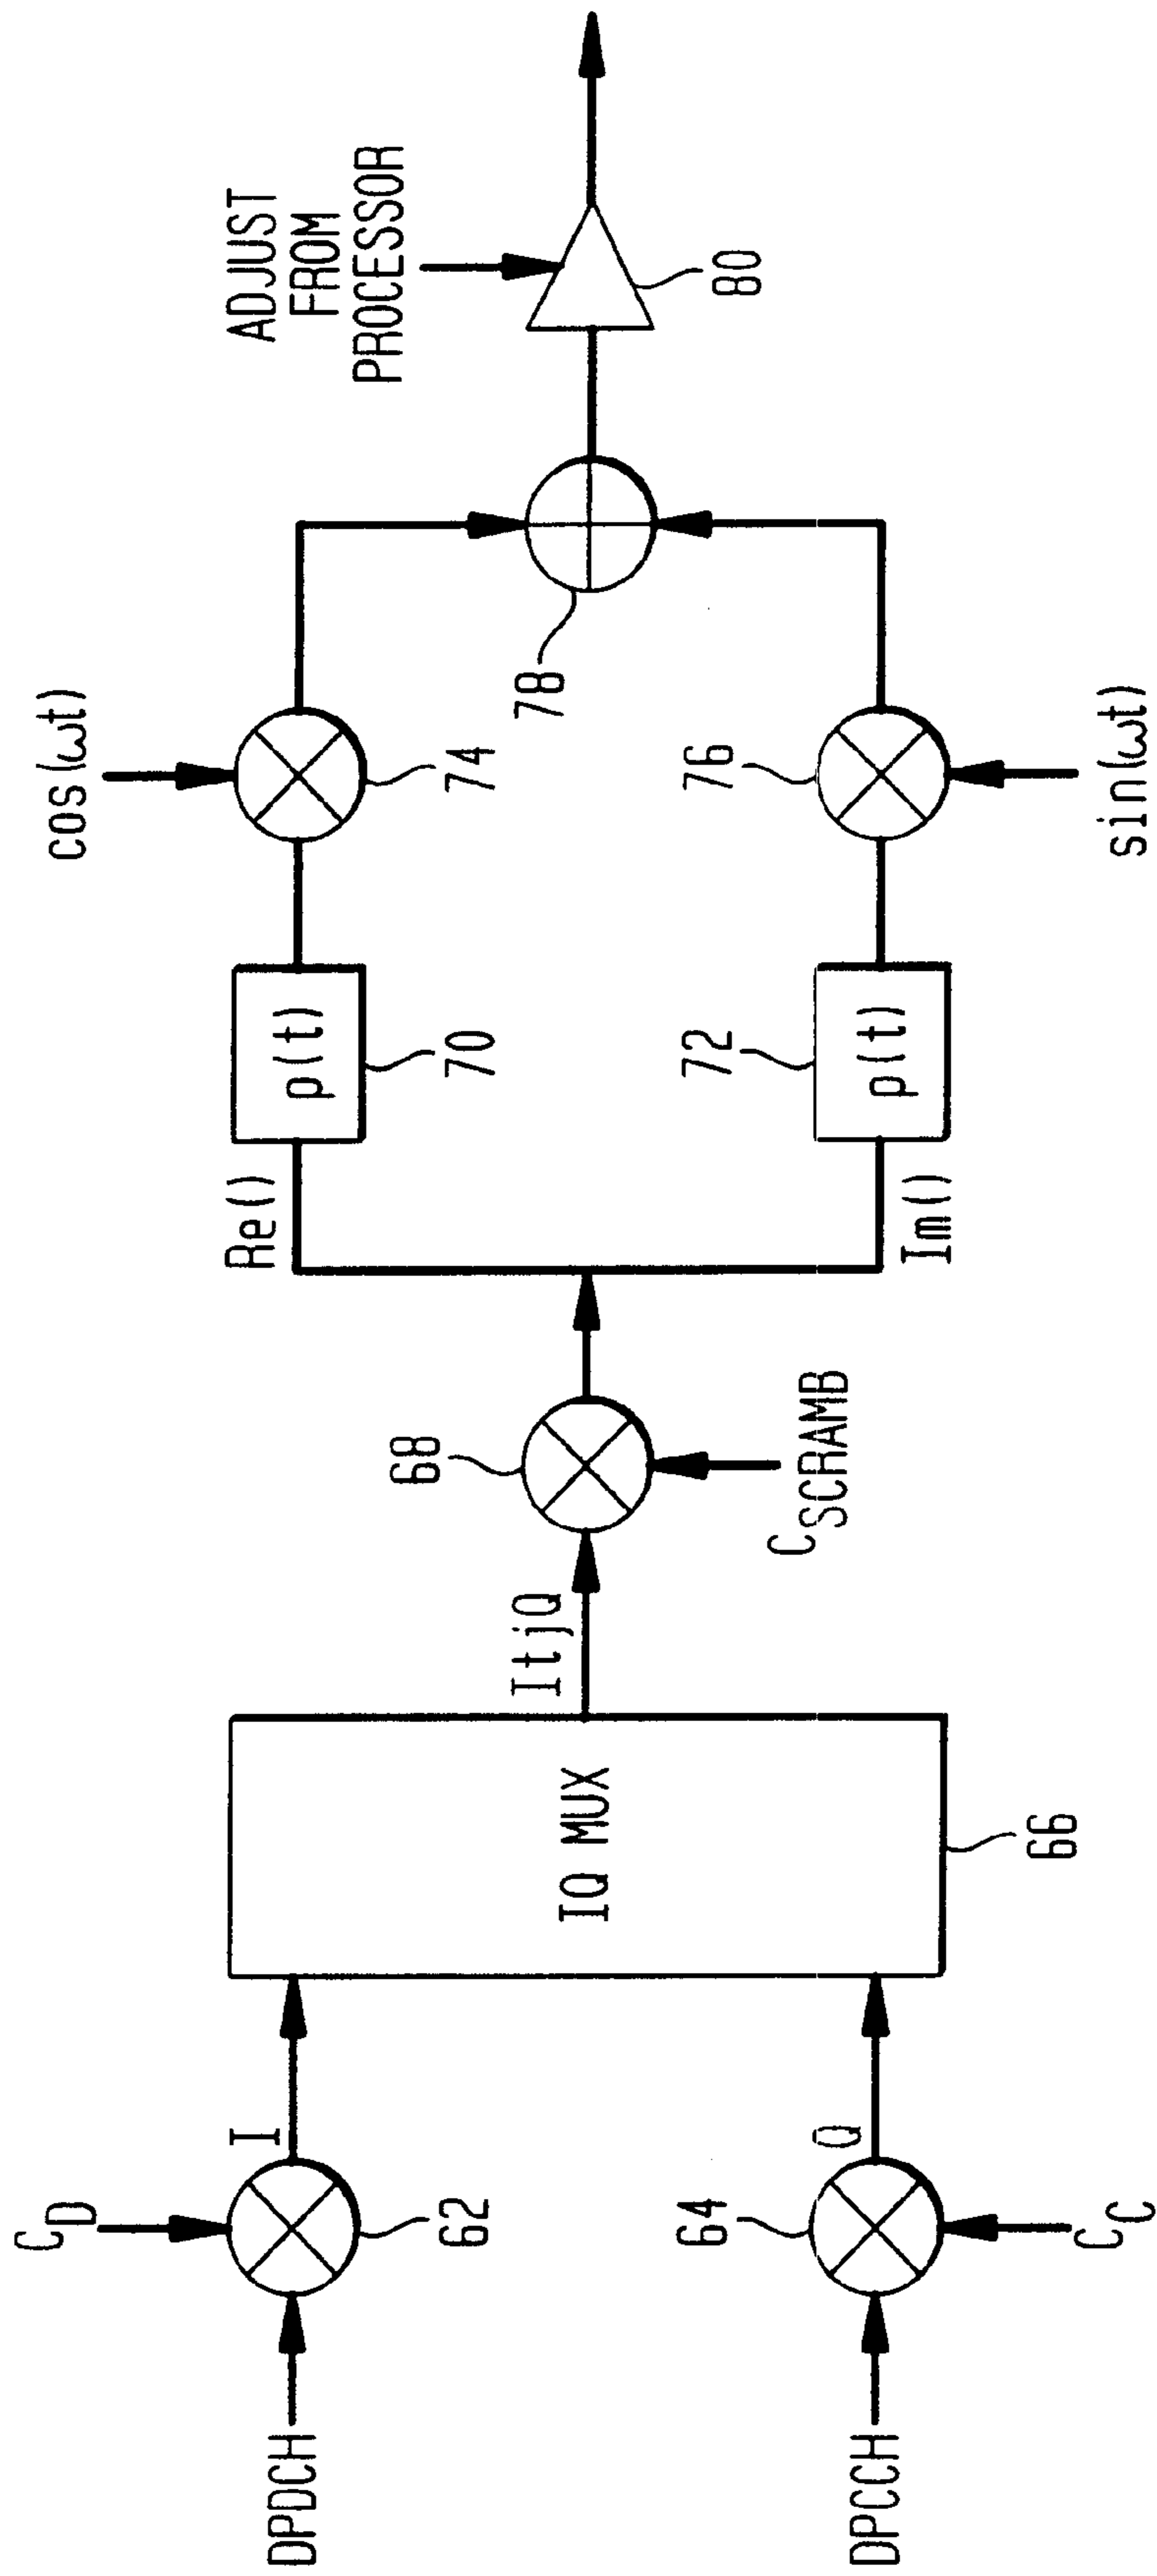 DPDCH
C_D
62
I
DPCCH
C_C
64
Q
IQ MUX
66
ItjQ
68
C_SCRAMB
Re()
Im()
p(t)
70
p(t)
72
cos(ωt)
74
sin(ωt)
76
78
ADJUST
FROM
PROCESSOR
80